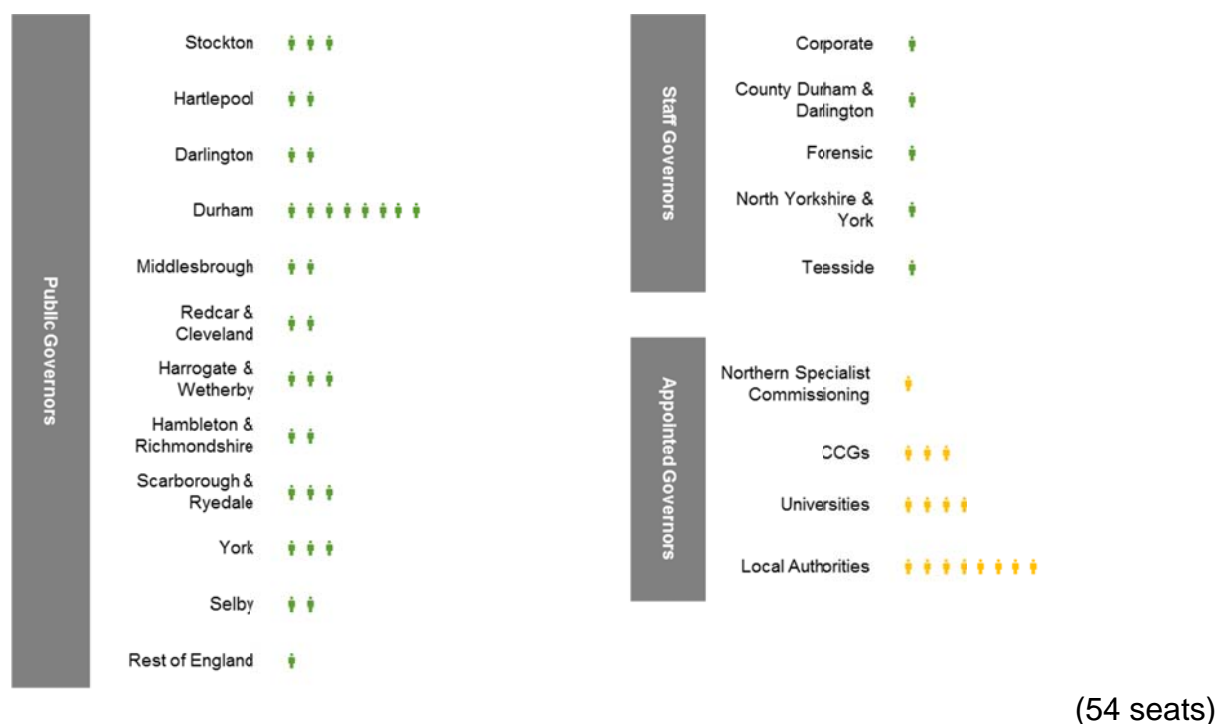 Public Governors
Stockton
Hartlepool
Darlington
Durham
Middlesbrough
Redcar &
Cleveland
Harrogate &
Wetherby
Hambleton &
Richmondshire
Scarborough &
Ryedale
York
Selby
Rest of England
Staff Governors
Corporate
County Durham &
Darlington
Forensic
North Yorkshire &
York
Teesside
Appointed Governors
Northern Specialist
Commissioning
CCGs
Universities
Local Authorities
(54 seats)